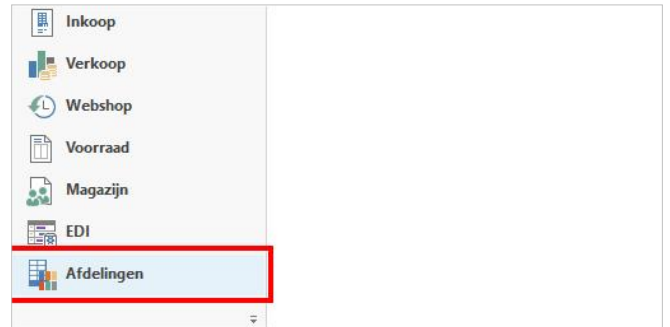 Inkoop
Verkoop
Webshop
Voorraad
Magazijn
EDI
Afdelingen